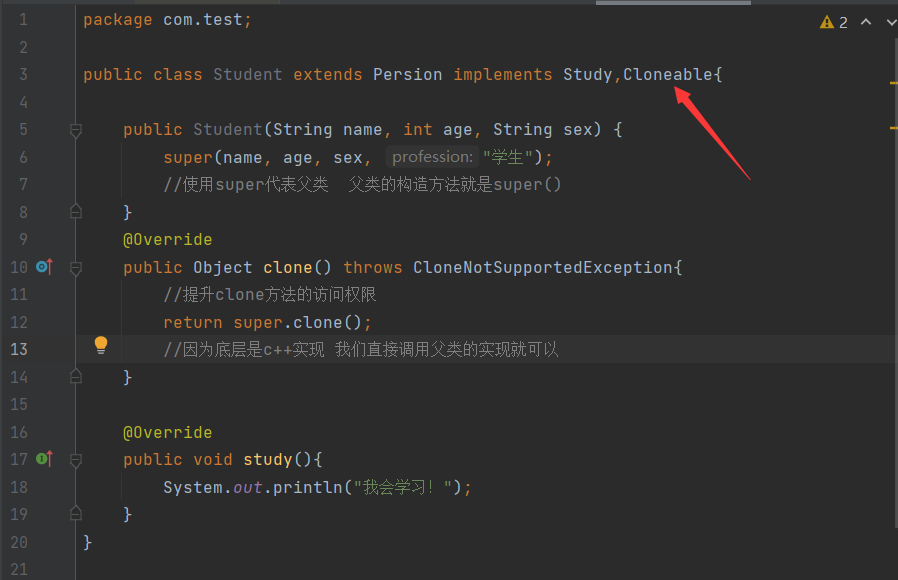 1 package com.test; 2
2
3 public class Student extends Persion implements Study,Cloneable{
4
5 public Student(String name, int age, String sex) {
6 super(name, age, sex, profession: "学生");
7 //使用super代表父类  父类的构造方法就是super()
8 }
9 @Override
10 public Object clone() throws CloneNotSupportedException{
11 //提升clone方法的访问权限
12 return super.clone();
13 //因为底层是c++实现 我们直接调用父类的实现就可以
14 }
15
16 @Override
17 public void study(){
18 System.out.println("我会学习! ");
19 }
20 }
21